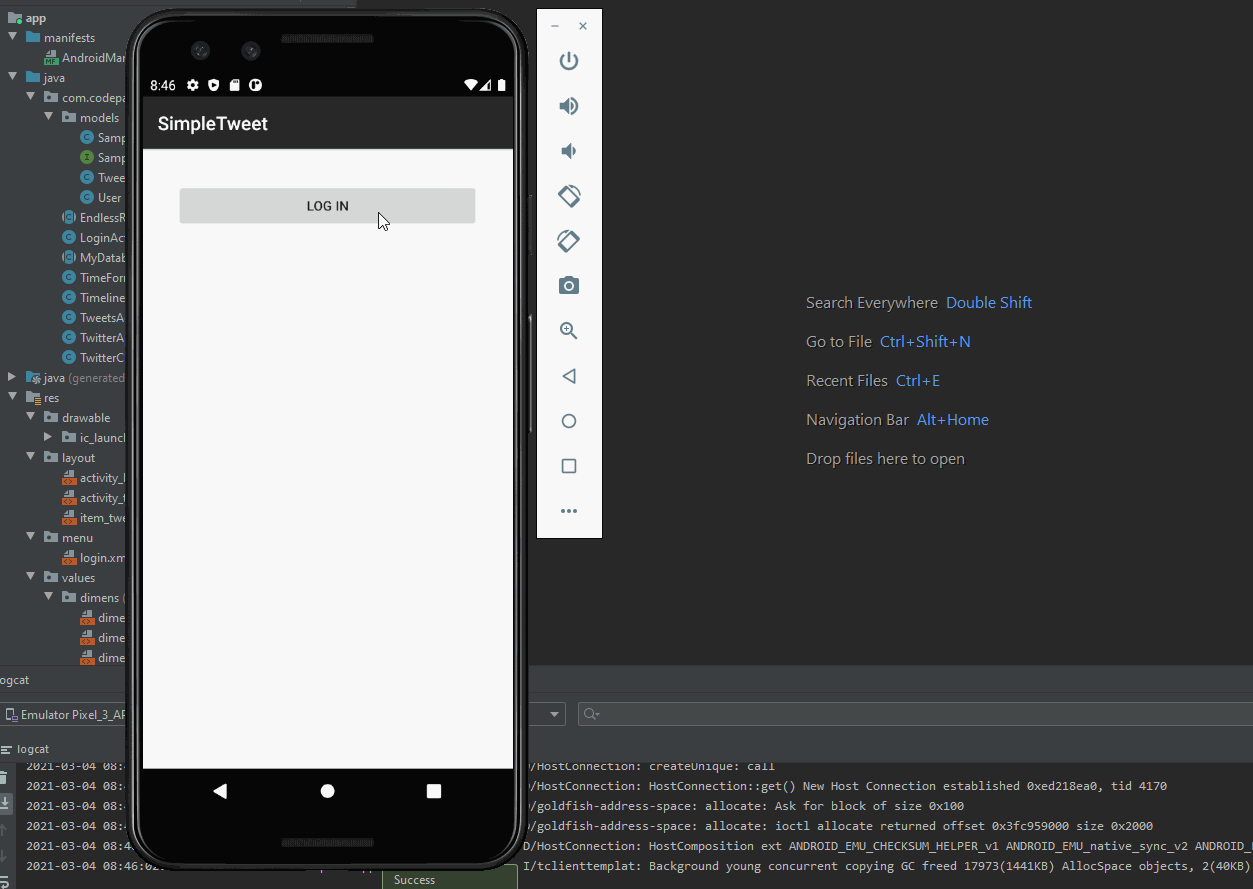 app
manifests
AndroidMan
java
com.codepa
models
Samp
Samp
Twee
User
EndlessR
LoginAct
MyDatab
TimeForm
Timeline
TweetsA
TwitterA
TwitterC
java (generated
res
drawable
ic_launch
layout
activity_l
activity_t
item_twe
menu
login.xm
values
dimens
dime
dime
dime
8:46
SimpleTweet
LOG IN
Search Everywhere Double Shift
Go to File Ctrl+Shift+N
Recent Files Ctrl+E
Navigation Bar Alt+Home
Drop files here to open
ogcat
Emulator Pixel_3_AP
logcat
2021-03-04 08:4 /HostConnection: createUnique: call
2021-03-04 08:4 /HostConnection: HostConnection::get() New Host Connection established 0xed218ea0, tid 4170
2021-03-04 08:4 /goldfish-address-space: allocate: Ask for block of size 0x100
2021-03-04 08:4 /goldfish-address-space: allocate: ioctl allocate returned offset 0x3fc959000 size 0x2000
2021-03-04 08:4 D/HostConnection: HostComposition ext ANDROID_EMU_CHECKSUM_HELPER_v1 ANDROID_EMU_native_sync_v2 ANDROID_
2021-03-04 08:46:02. I/tclienttemplat: Background young concurrent copying GC freed 17973(1441KB) AllocSpace objects, 2(40KB)
Success